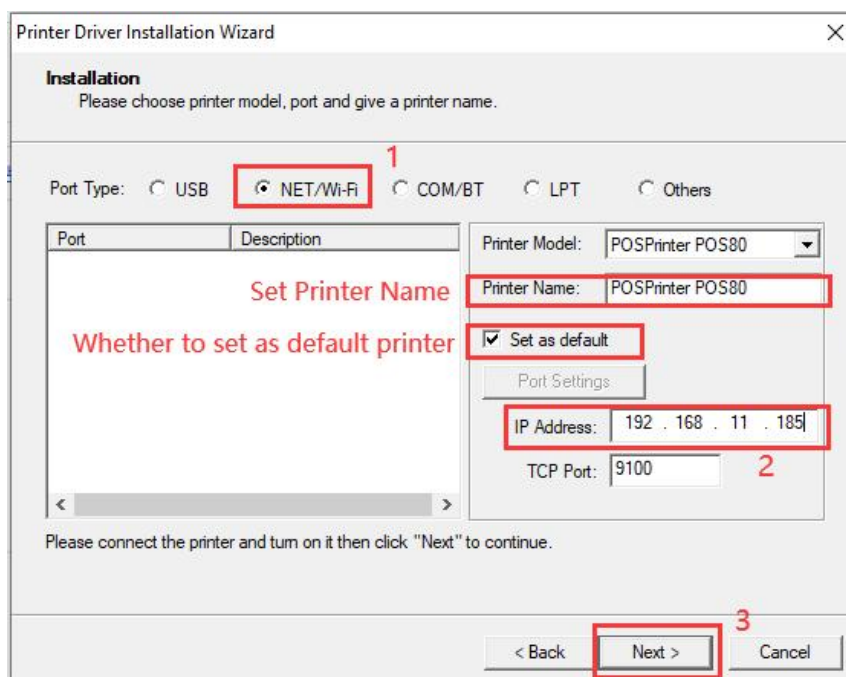 Printer Driver Installation Wizard
Installation
Please choose printer model, port and give a printer name.
1
Port Type: USB NET/Wi-Fi COM/BT LPT Others
Port Description
Printer Model: POSPrinter POS80
Set Printer Name
Printer Name: POSPrinter POS80
Whether to set as default printer
Set as default
Port Settings
IP Address: 192 . 168 . 11 . 185
2
TCP Port: 9100
Please connect the printer and turn on it then click "Next" to continue.
3
< Back Next > Cancel